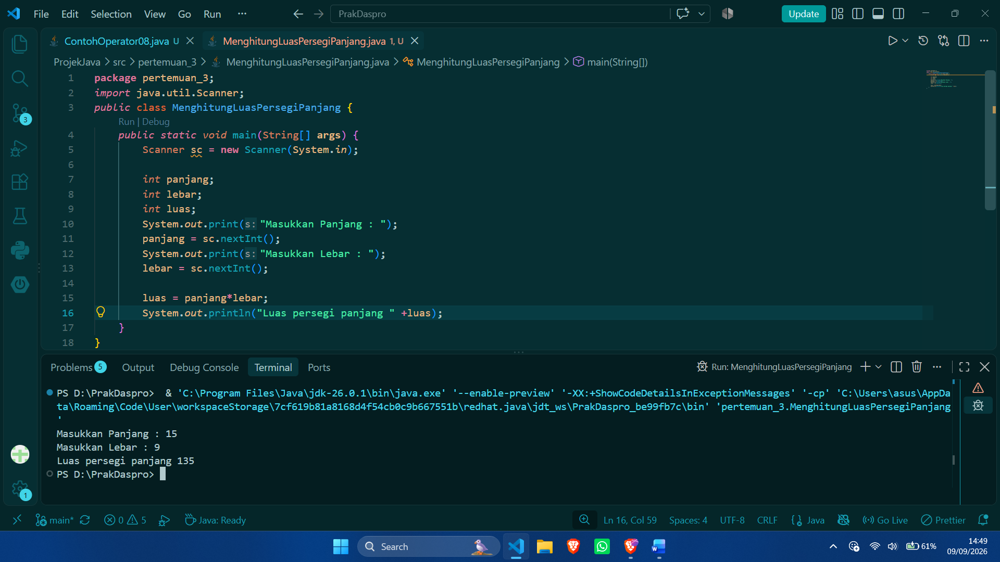 File Edit Selection View Go Run ··· PrakDaspro Update
ContohOperator08.java U MenghitungLuasPersegiPanjang.java 1, U
ProjekJava > src > pertemuan_3 > MenghitungLuasPersegiPanjang.java > MenghitungLuasPersegiPanjang > main(String[])
1 package pertemuan_3;
2 import java.util.Scanner;
3 public class MenghitungLuasPersegiPanjang {
Run | Debug
4 public static void main(String[] args) {
5 Scanner sc = new Scanner(System.in);
6
7 int panjang;
8 int lebar;
9 int luas;
10 System.out.print(s: "Masukkan Panjang : ");
11 panjang = sc.nextInt();
12 System.out.print(s: "Masukkan Lebar : ");
13 lebar = sc.nextInt();
14
15 luas = panjang*lebar;
16 System.out.println("Luas persegi panjang " +luas);
17 }
18 }
3
Problems 5 Output Debug Console Terminal Ports Run: MenghitungLuasPersegiPanjang
PS D:\PrakDaspro> & 'C:\Program Files\Java\jdk-26.0.1\bin\java.exe' '--enable-preview' '-XX:+ShowCodeDetailsInExceptionMessages' '-cp' 'C:\Users\asus\AppDa
ta\Roaming\Code\User\workspaceStorage\7cf619b81a8168d4f54cb0c9b667551b\redhat.java\jdt_ws\PrakDaspro_be99fb7c\bin' 'pertemuan_3.MenghitungLuasPersegiPanjang
'
Masukkan Panjang : 15
Masukkan Lebar : 9
Luas persegi panjang 135
PS D:\PrakDaspro>
1
main* 0 5 Java: Ready Ln 16, Col 59 Spaces: 4 UTF-8 CRLF Java Go Live Prettier
Search 61% 14:49
09/09/2026